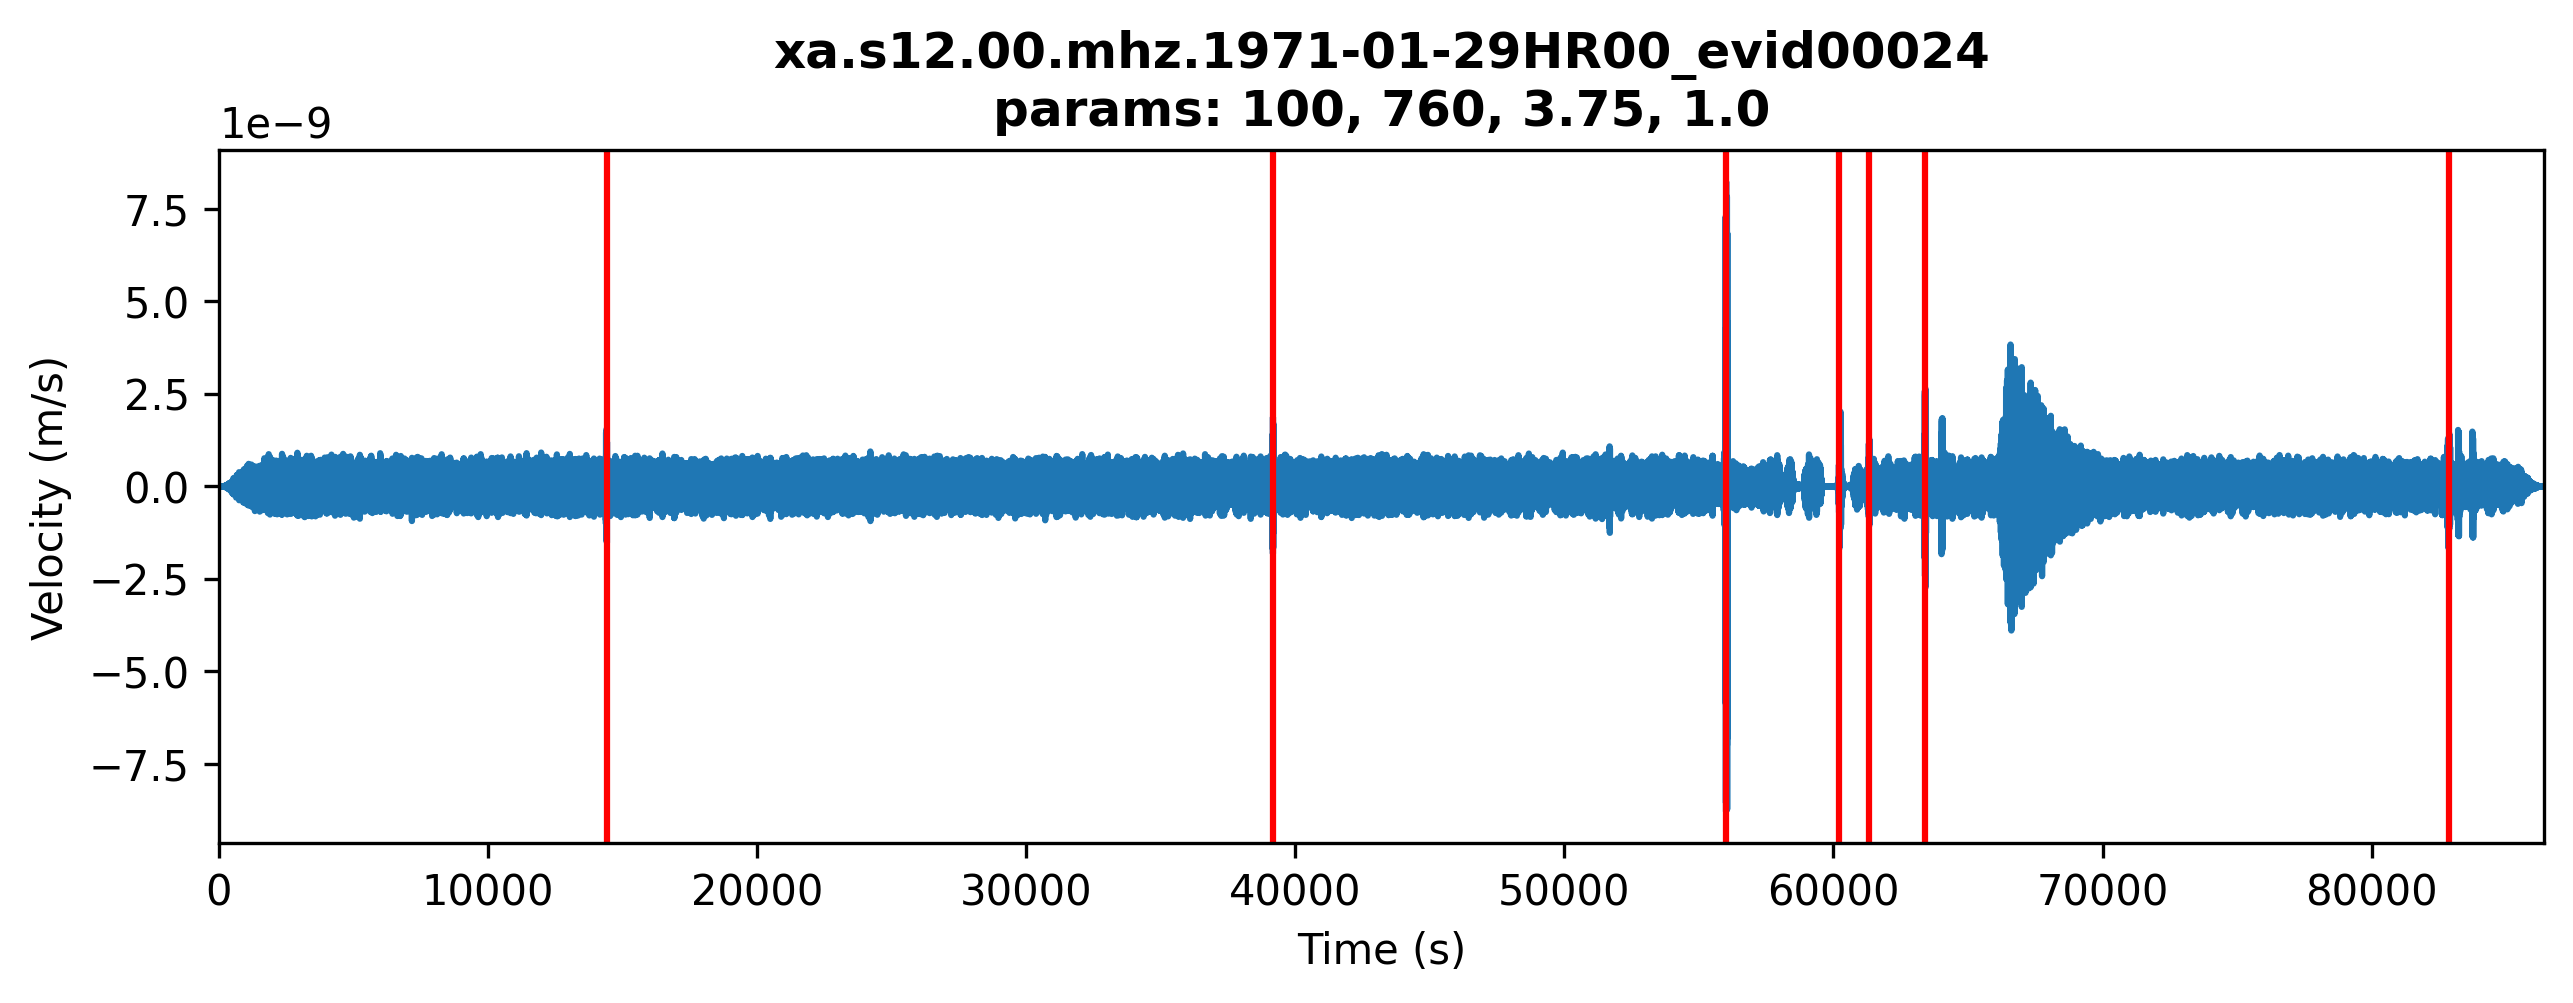 xa.s12.00.mhz.1971-01-29HR00_evid00024
params: 100, 760, 3.75, 1.0
1e−9
7.5
5.0
2.5
0.0
−2.5
−5.0
−7.5
Velocity (m/s)
0 10000 20000 30000 40000 50000 60000 70000 80000
Time (s)